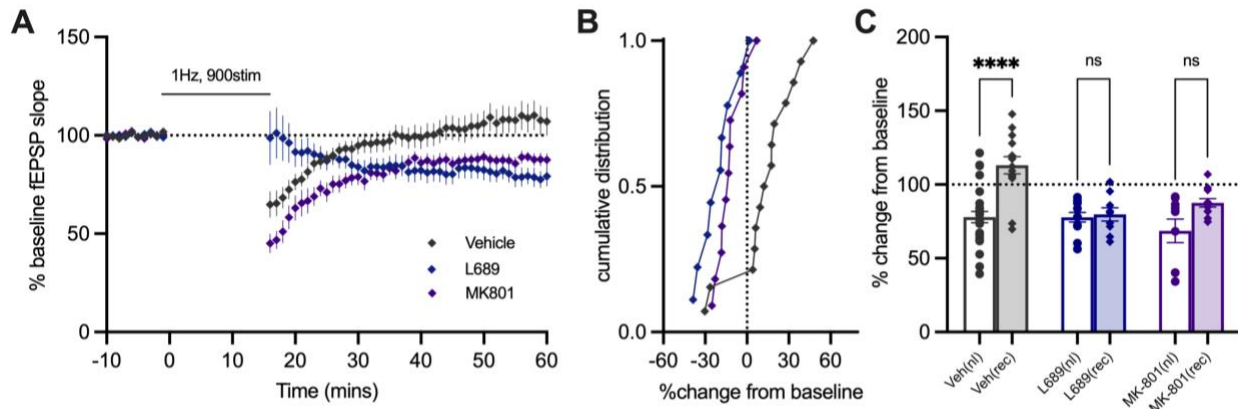 A
150
100
50
0
% baseline fEPSP slope
1Hz, 900stim
Vehicle
L689
MK801
-10 0 10 20 30 40 50 60
Time (mins)
B
1.0
0.5
0.0
cumulative distribution
-60 -30 0 30 60
%change from baseline
C
200
150
100
50
0
% change from baseline
**** ns ns
Veh(nl)
Veh(rec)
L689(nl)
L689(rec)
MK-801(nl)
MK-801(rec)